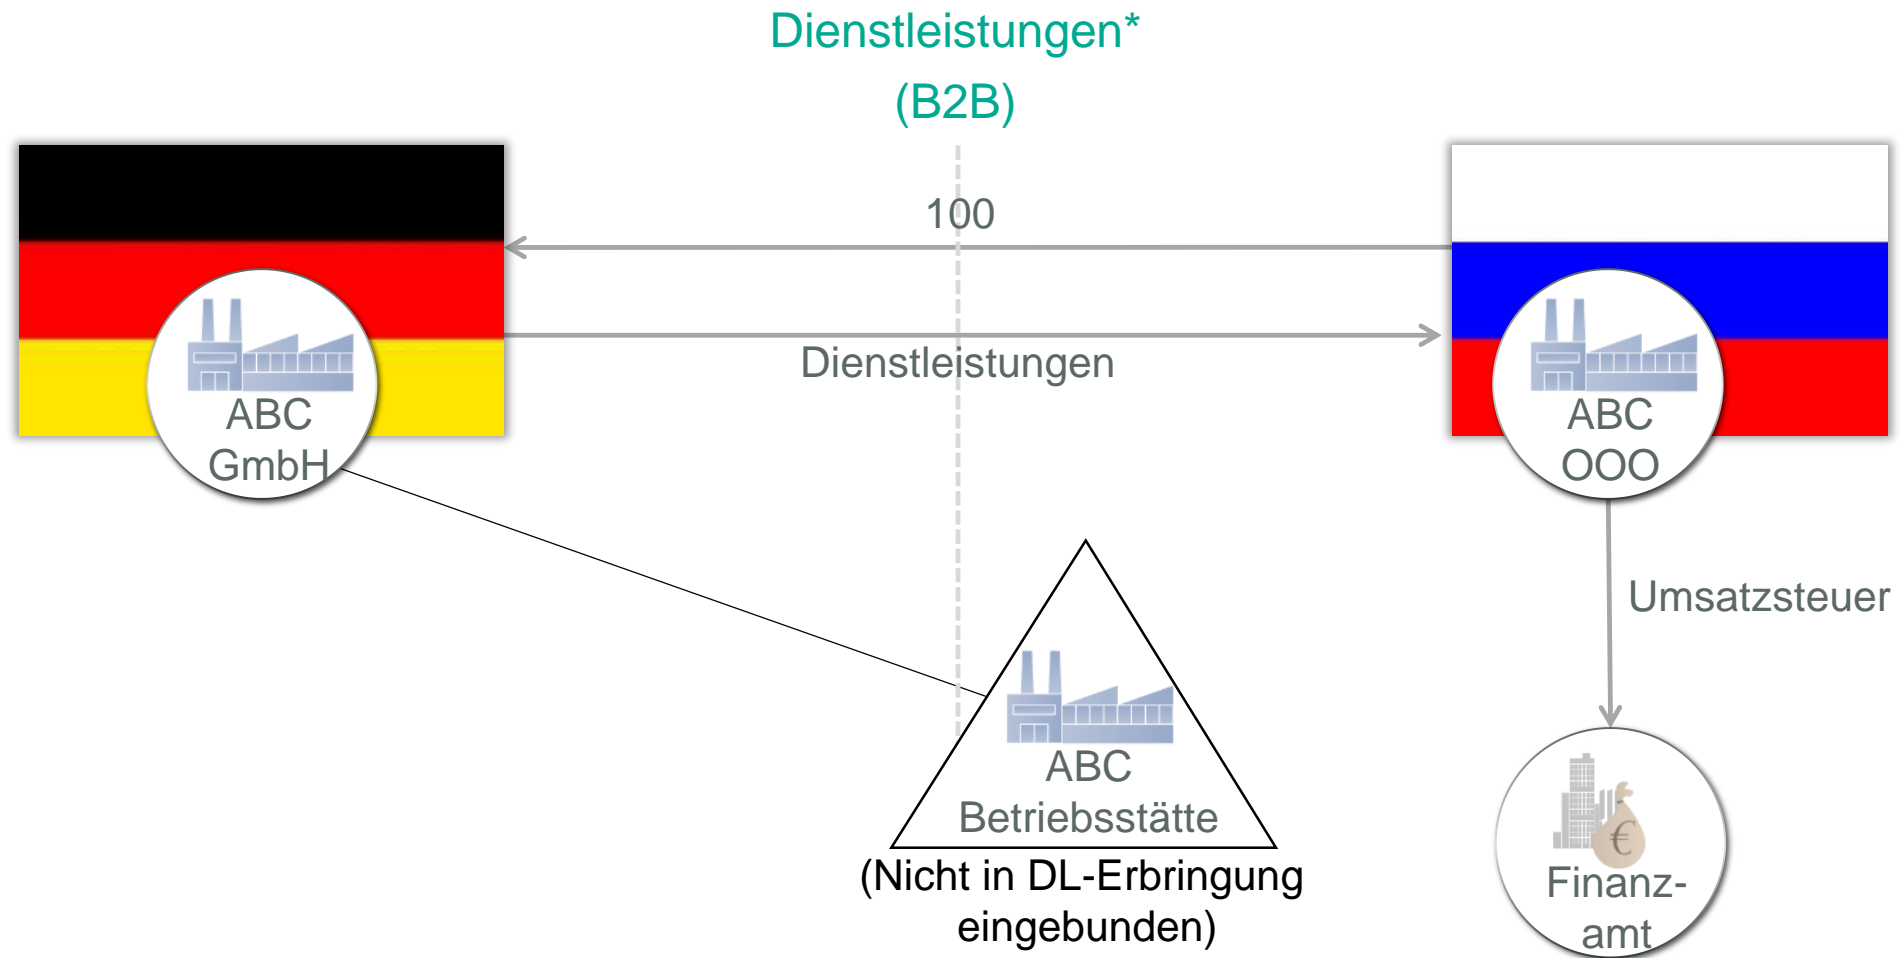 Dienstleistungen*
(B2B)
100
Dienstleistungen
ABC
GmbH
ABC
OOO
Umsatzsteuer
ABC
Betriebsstätte
(Nicht in DL-Erbringung
eingebunden)
€
Finanz-
amt